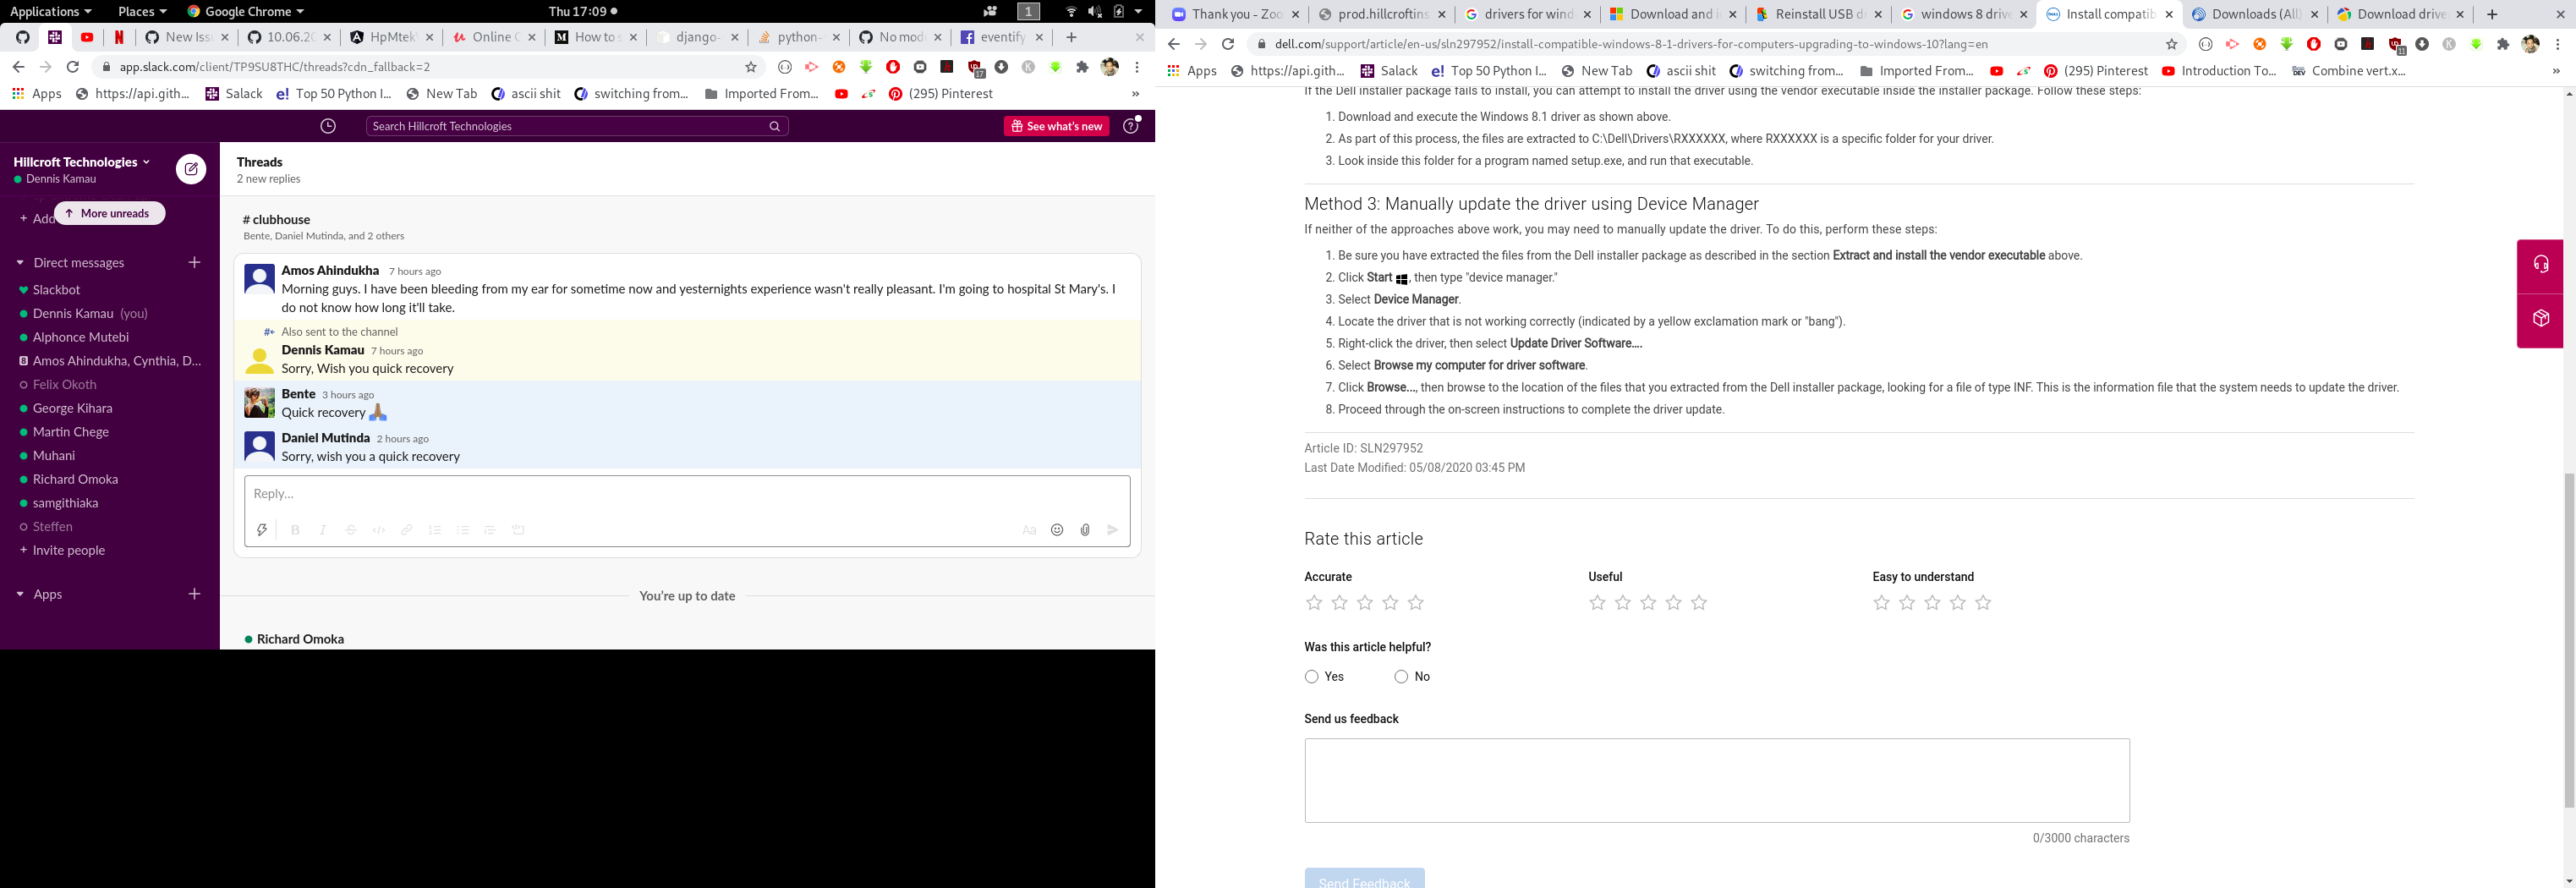 Applications
Places
Google Chrome
Thu 17:09
1
New Iss
10.06.20
HpMtek
Online C
How to s
django-
python-
No mod
eventify
app.slack.com/client/TP9SU8THC/threads?cdn_fallback=2
17
Apps
https://api.gith...
Salack
Top 50 Python I...
New Tab
ascii shit
switching from...
Imported From...
(295) Pinterest
»
Search Hillcroft Technologies
See what's new
Hillcroft Technologies
Dennis Kamau
+ Add
More unreads
Direct messages
Slackbot
Dennis Kamau (you)
Alphonce Mutebi
8 Amos Ahindukha, Cynthia, D...
Felix Okoth
George Kihara
Martin Chege
Muhani
Richard Omoka
samgithiaka
Steffen
+ Invite people
Apps
Threads
2 new replies
# clubhouse
Bente, Daniel Mutinda, and 2 others
Amos Ahindukha 7 hours ago
Morning guys. I have been bleeding from my ear for sometime now and yesternights experience wasn't really pleasant. I'm going to hospital St Mary's. I
do not know how long it'll take.
Also sent to the channel
Dennis Kamau 7 hours ago
Sorry, Wish you quick recovery
Bente 3 hours ago
Quick recovery 🙏🏾
Daniel Mutinda 2 hours ago
Sorry, wish you a quick recovery
Reply...
B I S </> Aa
You're up to date
Richard Omoka
Thank you - Zoo
prod.hillcroftins
drivers for wind
Download and i
Reinstall USB d
windows 8 drive
Install compatib
Downloads (All)
Download drive
dell.com/support/article/en-us/sln297952/install-compatible-windows-8-1-drivers-for-computers-upgrading-to-windows-10?lang=en
11
Apps
https://api.gith...
Salack
Top 50 Python I...
New Tab
ascii shit
switching from...
Imported From...
(295) Pinterest
Introduction To...
Combine vert.x...
»
If the Dell installer package fails to install, you can attempt to install the driver using the vendor executable inside the installer package. Follow these steps:
1. Download and execute the Windows 8.1 driver as shown above.
2. As part of this process, the files are extracted to C:\Dell\Drivers\RXXXXXX, where RXXXXXX is a specific folder for your driver.
3. Look inside this folder for a program named setup.exe, and run that executable.
Method 3: Manually update the driver using Device Manager
If neither of the approaches above work, you may need to manually update the driver. To do this, perform these steps:
1. Be sure you have extracted the files from the Dell installer package as described in the section Extract and install the vendor executable above.
2. Click Start , then type "device manager."
3. Select Device Manager.
4. Locate the driver that is not working correctly (indicated by a yellow exclamation mark or "bang").
5. Right-click the driver, then select Update Driver Software....
6. Select Browse my computer for driver software.
7. Click Browse..., then browse to the location of the files that you extracted from the Dell installer package, looking for a file of type INF. This is the information file that the system needs to update the driver.
8. Proceed through the on-screen instructions to complete the driver update.
Article ID: SLN297952
Last Date Modified: 05/08/2020 03:45 PM
Rate this article
Accurate
Useful
Easy to understand
Was this article helpful?
Yes
No
Send us feedback
0/3000 characters
Send Feedback